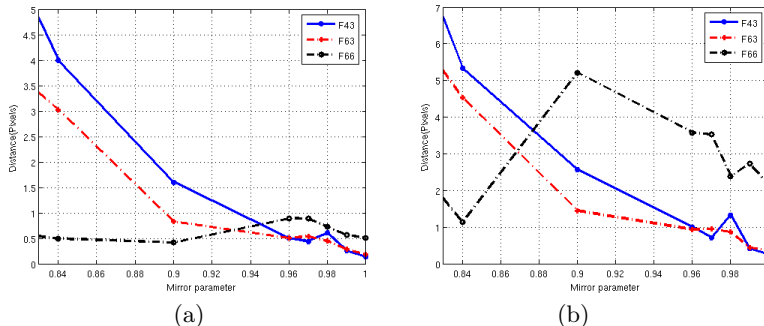 5
4.5
4
3.5
3
2.5
2
1.5
1
0.5
0
Distance(Pixels)
0.84 0.86 0.88 0.9 0.92 0.94 0.96 0.98 1
Mirror parameter
F43
F63
F66
(a)
7
6
5
4
3
2
1
0
Distance(Pixels)
0.84 0.86 0.88 0.9 0.92 0.94 0.96 0.98
Mirror parameter
F43
F63
F66
(b)